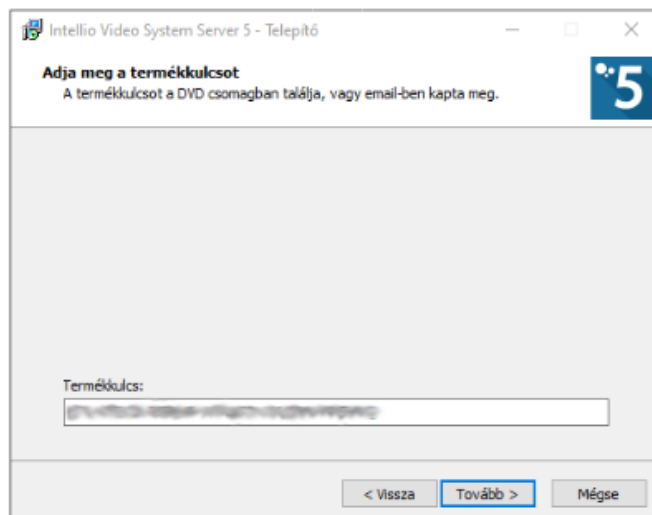 Intellio Video System Server 5 - Telepítő
Adja meg a termékkulcsot
A termékkulcsot a DVD csomagban találja, vagy email-ben kapta meg.
5
Termékkulcs:
< Vissza
Tovább >
Mégse